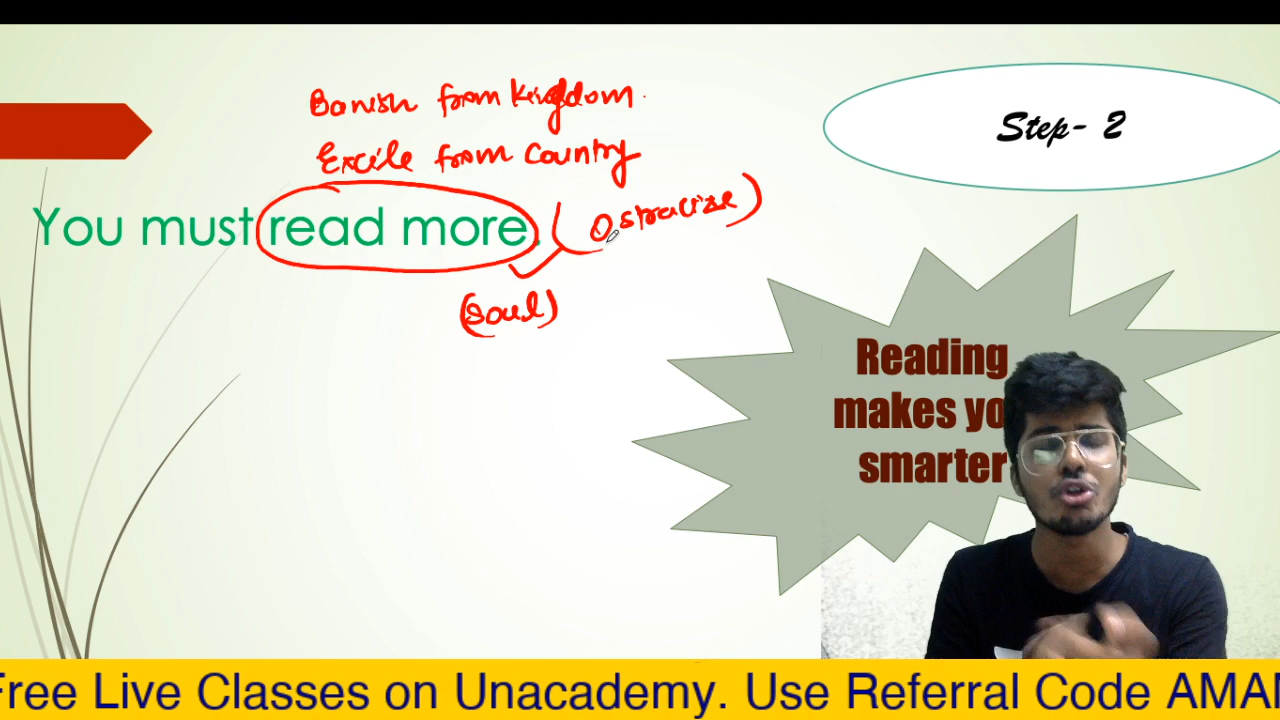 Banish from kingdom.
Excile from Country
Step- 2
You must read more.
(Ostracize)
(soul)
Reading
makes yo
smarter
Free Live Classes on Unacademy. Use Referral Code AMAN